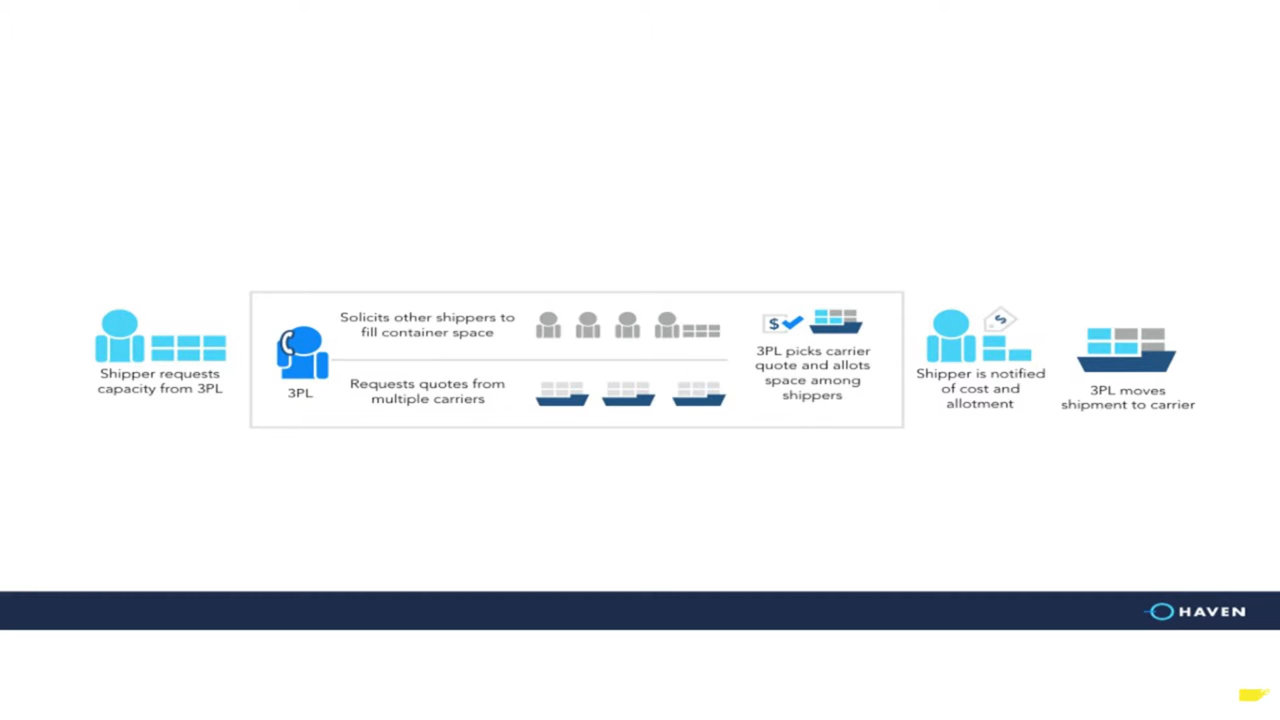 Shipper requests
capacity from 3PL
3PL
Solicits other shippers to
fill container space
Requests quotes from
multiple carriers
$
3PL picks carrier
quote and allots
space among
shippers
$
Shipper is notified
of cost and
allotment
3PL moves
shipment to carrier
HAVEN